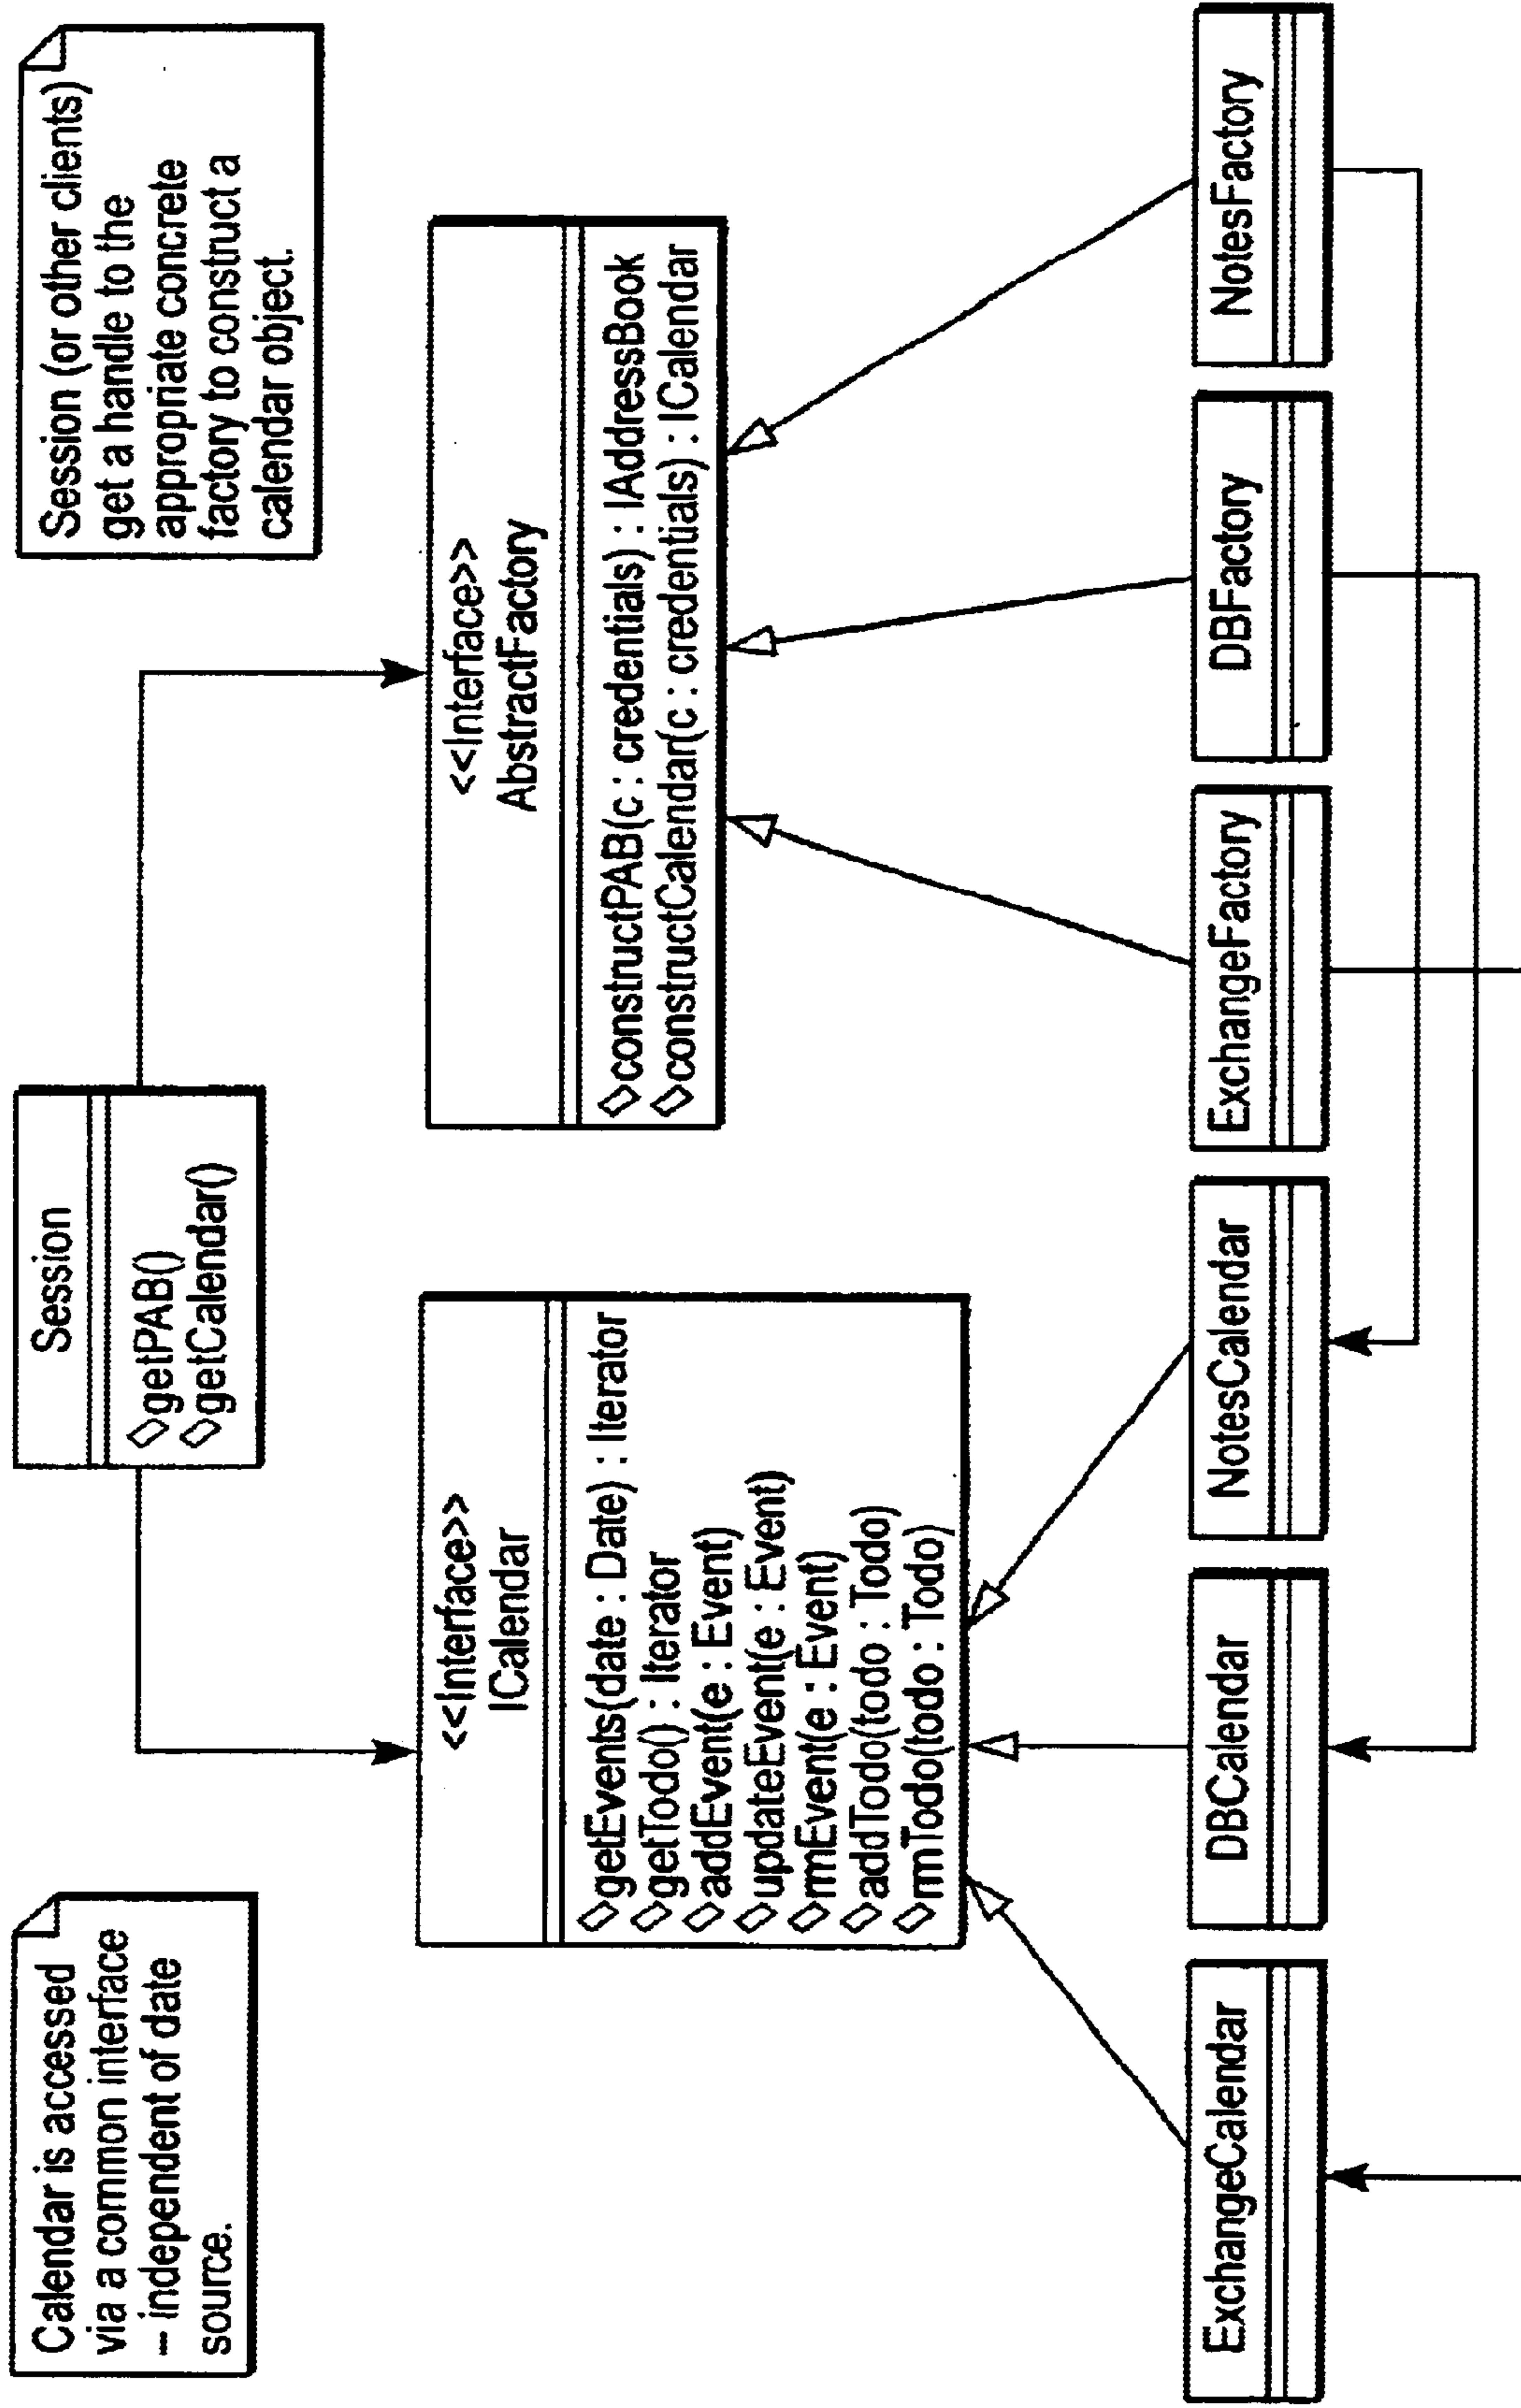 Calendar is accessed
via a common interface
-- independent of date
source.
Session
getPAB()
getCalendar()
Session (or other clients)
get a handle to the
appropriate concrete
factory to construct a
calendar object.
<<Interface>>
ICalendar
getEvents(date : Date) : Iterator
getTodo() : Iterator
addEvent(e : Event)
updateEvent(e : Event)
rmEvent(e : Event)
addTodo(todo : Todo)
rmTodo(todo : Todo)
<<Interface>>
AbstractFactory
constructPAB(c : credentials) : IAddressBook
constructCalendar(c : credentials) : ICalendar
ExchangeCalendar
DBCalendar
NotesCalendar
ExchangeFactory
DBFactory
NotesFactory